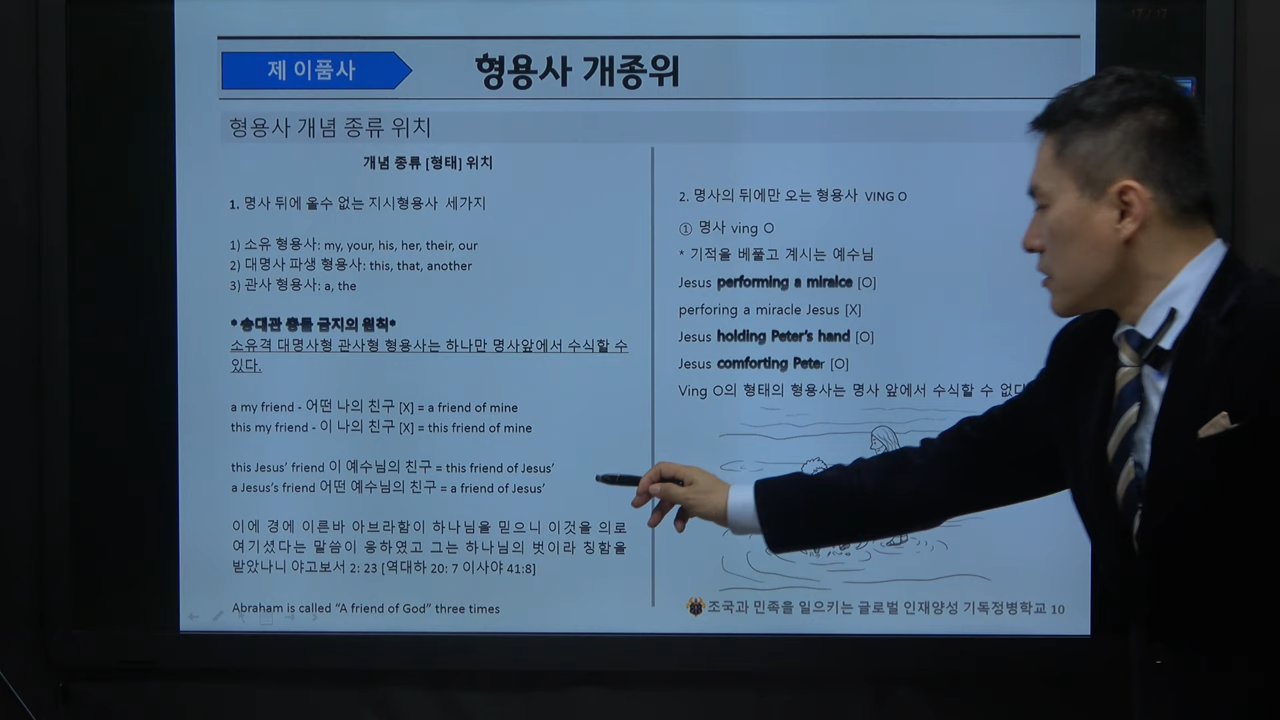 제 이품사
형용사 개종위
형용사 개념 종류 위치
개념 종류 [형태] 위치
1. 명사 뒤에 올수 없는 지시형용사 세가지
1) 소유 형용사: my, your, his, her, their, our
2) 대명사 파생 형용사: this, that, another
3) 관사 형용사: a, the
*송대관 충돌 금지의 원칙*
소유격 대명사형 관사형 형용사는 하나만 명사앞에서 수식할 수
있다.
a my friend - 어떤 나의 친구 [X] = a friend of mine
this my friend - 이 나의 친구 [X] = this friend of mine
this Jesus' friend 이 예수님의 친구 = this friend of Jesus'
a Jesus's friend 어떤 예수님의 친구 = a friend of Jesus'
이에 경에 이른바 아브라함이 하나님을 믿으니 이것을 의로
여기셨다는 말씀이 응하였고 그는 하나님의 벗이라 칭함을
받았나니 야고보서 2: 23 [역대하 20: 7 이사야 41:8]
Abraham is called "A friend of God" three times
2. 명사의 뒤에만 오는 형용사 VING O
① 명사 ving O
* 기적을 베풀고 계시는 예수님
Jesus performing a miralce [O]
perforing a miracle Jesus [X]
Jesus holding Peter's hand [O]
Jesus comforting Peter [O]
Ving O의 형태의 형용사는 명사 앞에서 수식할 수 없다
조국과 민족을 일으키는 글로벌 인재양성 기독정병학교 10